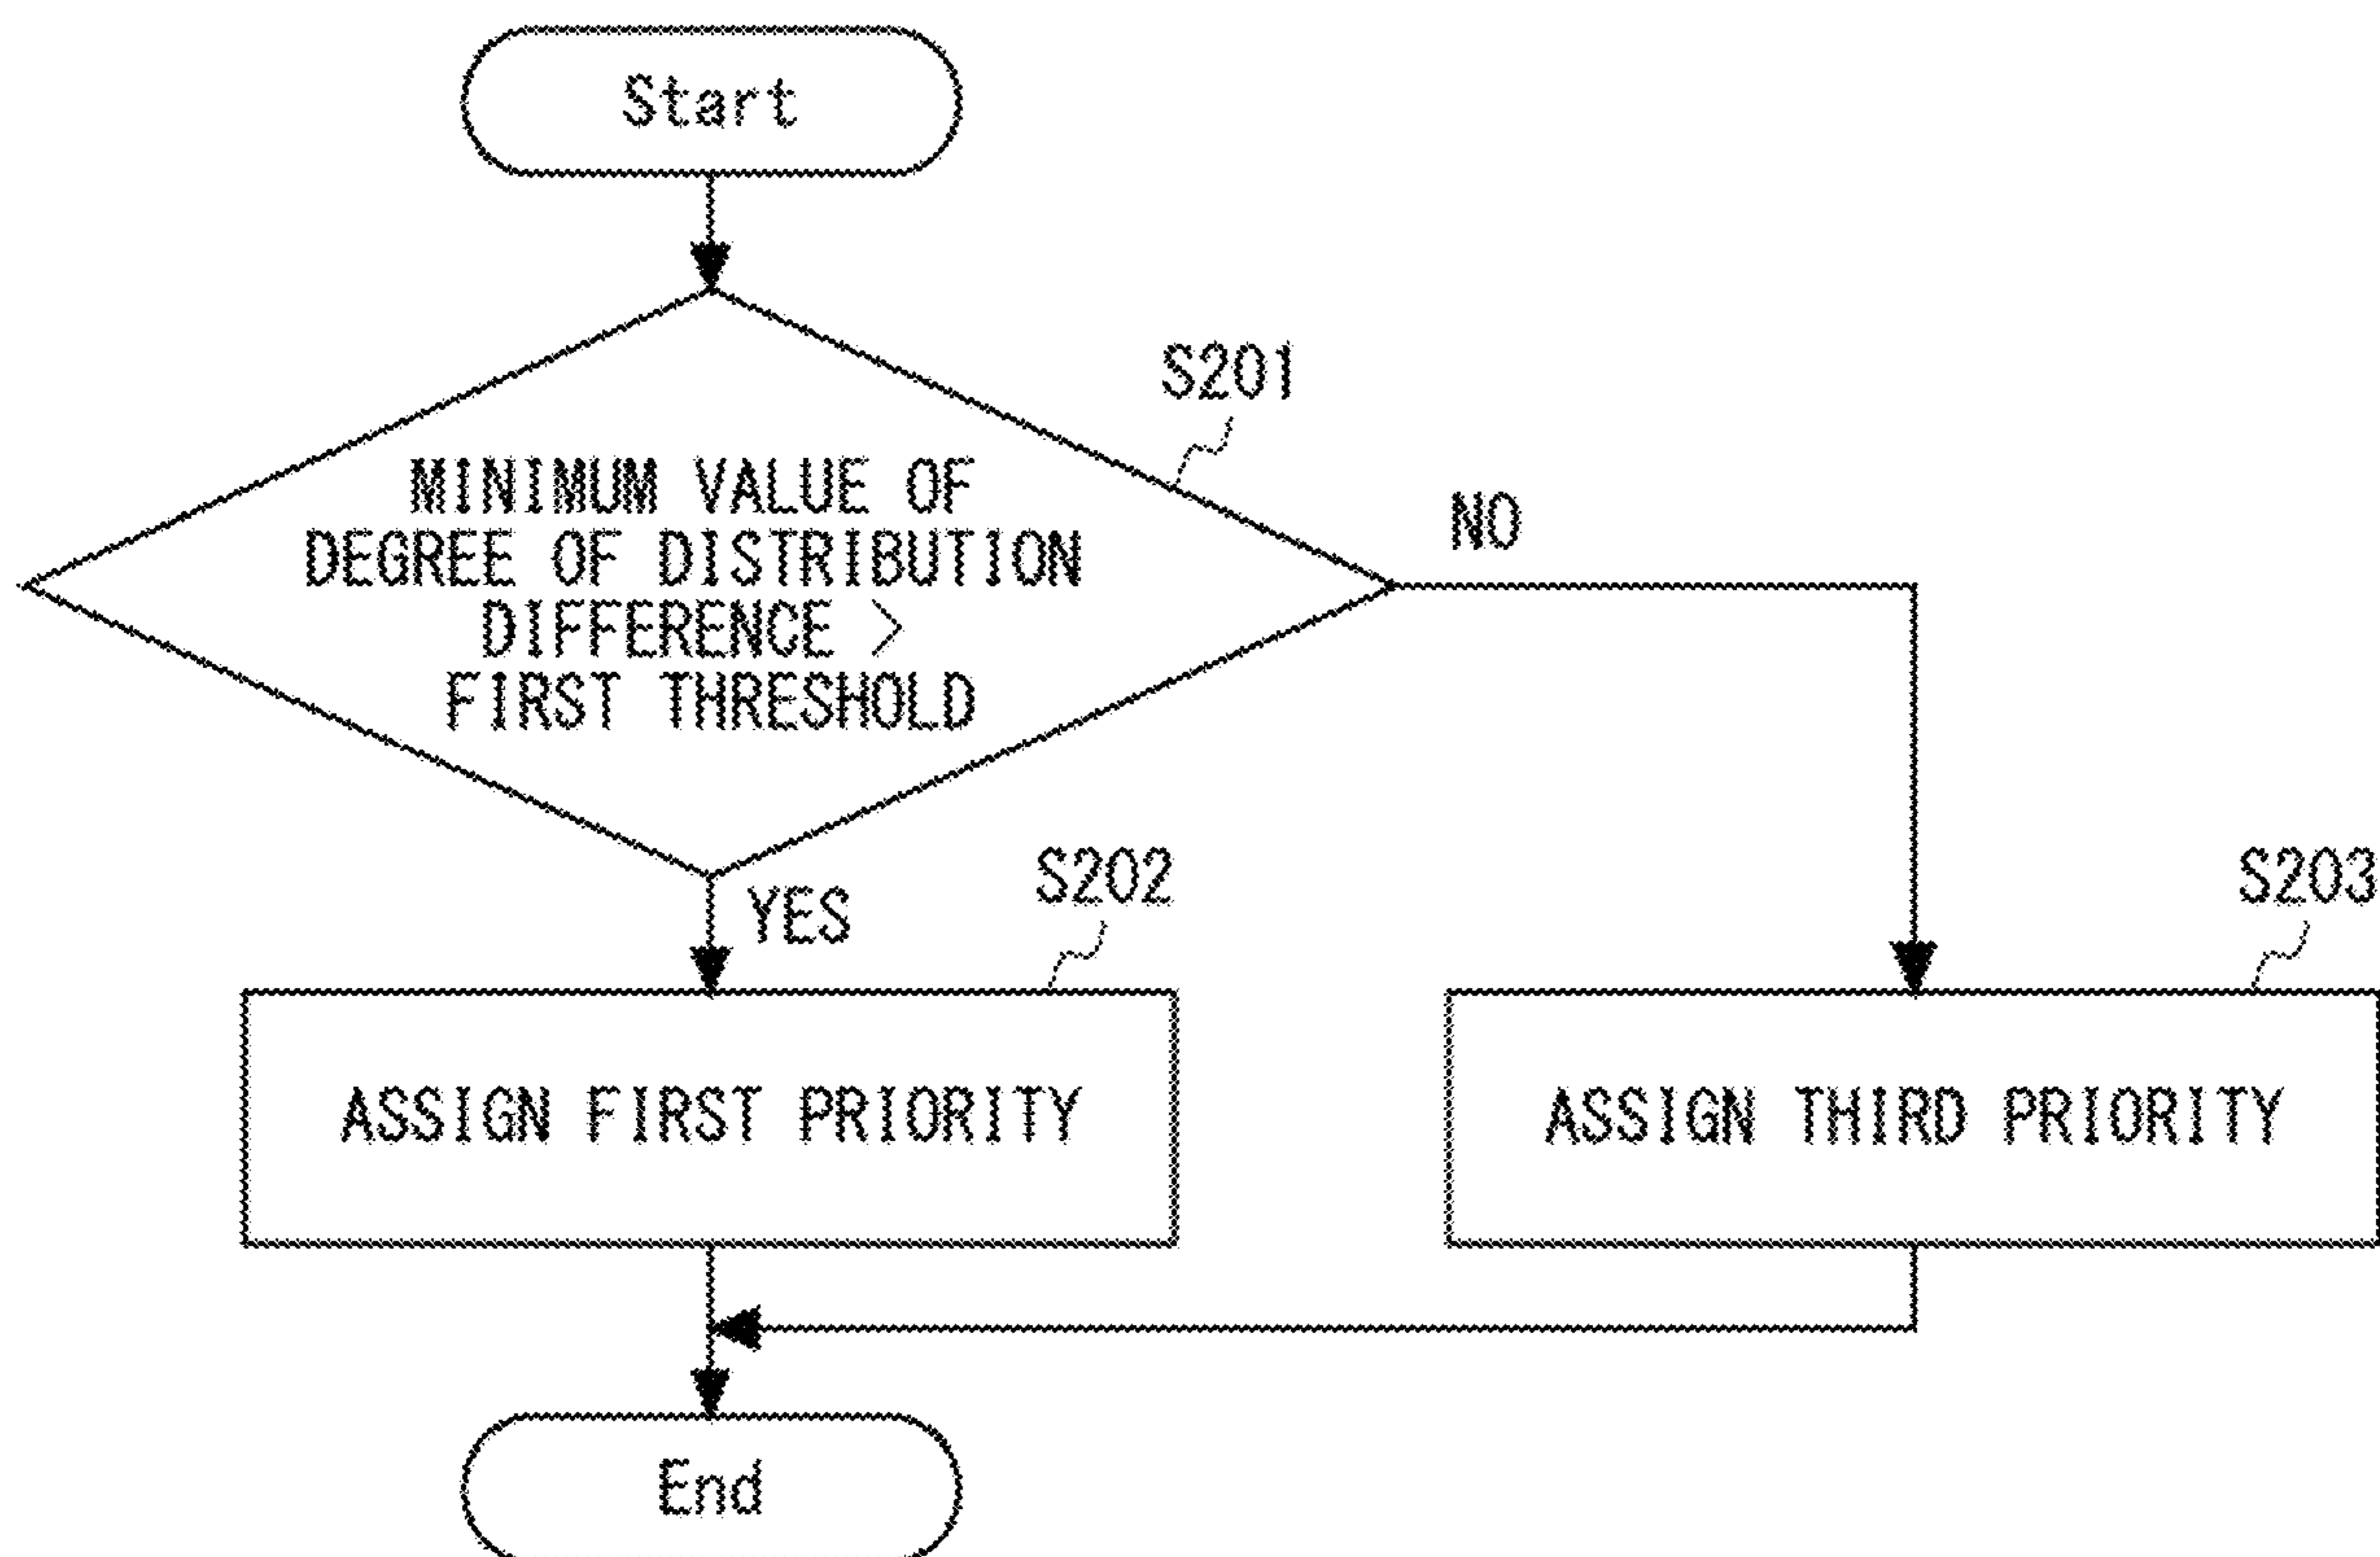 Start
S201
MINIMUM VALUE OF
DEGREE OF DISTRIBUTION
DIFFERENCE >
FIRST THRESHOLD
NO
YES
S202
S203
ASSIGN FIRST PRIORITY
ASSIGN THIRD PRIORITY
End